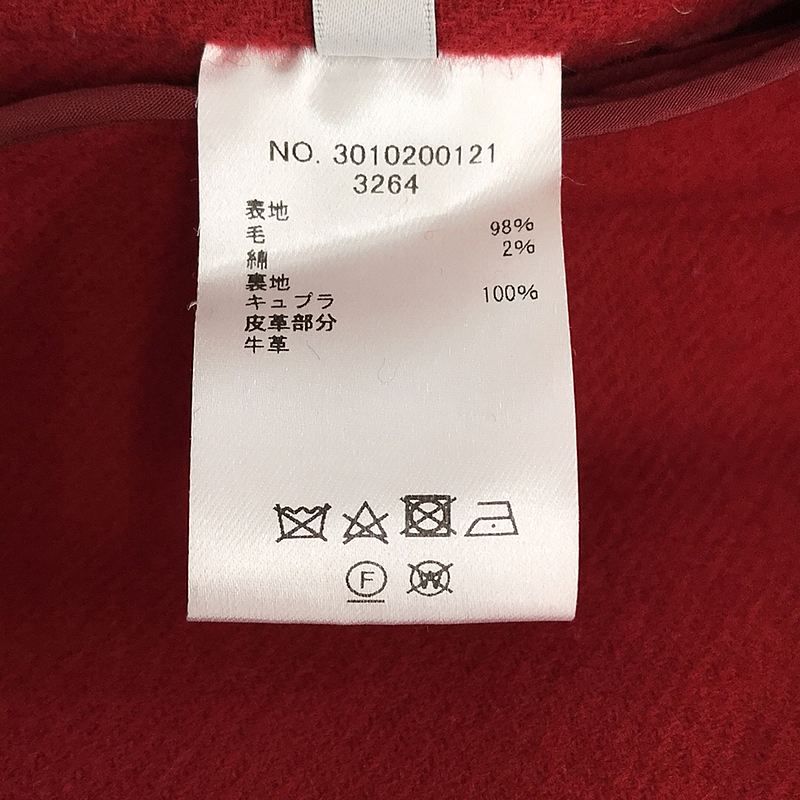 NO. 3010200121
3264
表地
毛 98%
綿 2%
裏地
キュプラ 100%
皮革部分
牛革
F
W